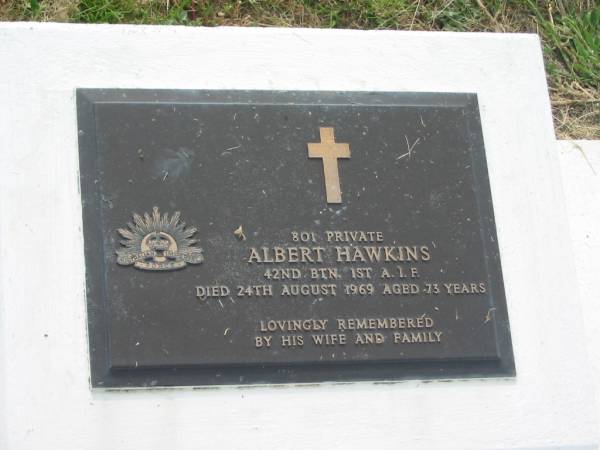 801 PRIVATE
ALBERT HAWKINS
42ND BTN. 1ST A.I.F.
DIED 24TH AUGUST 1969 AGED 73 YEARS
LOVINGLY REMEMBERED
BY HIS WIFE AND FAMILY